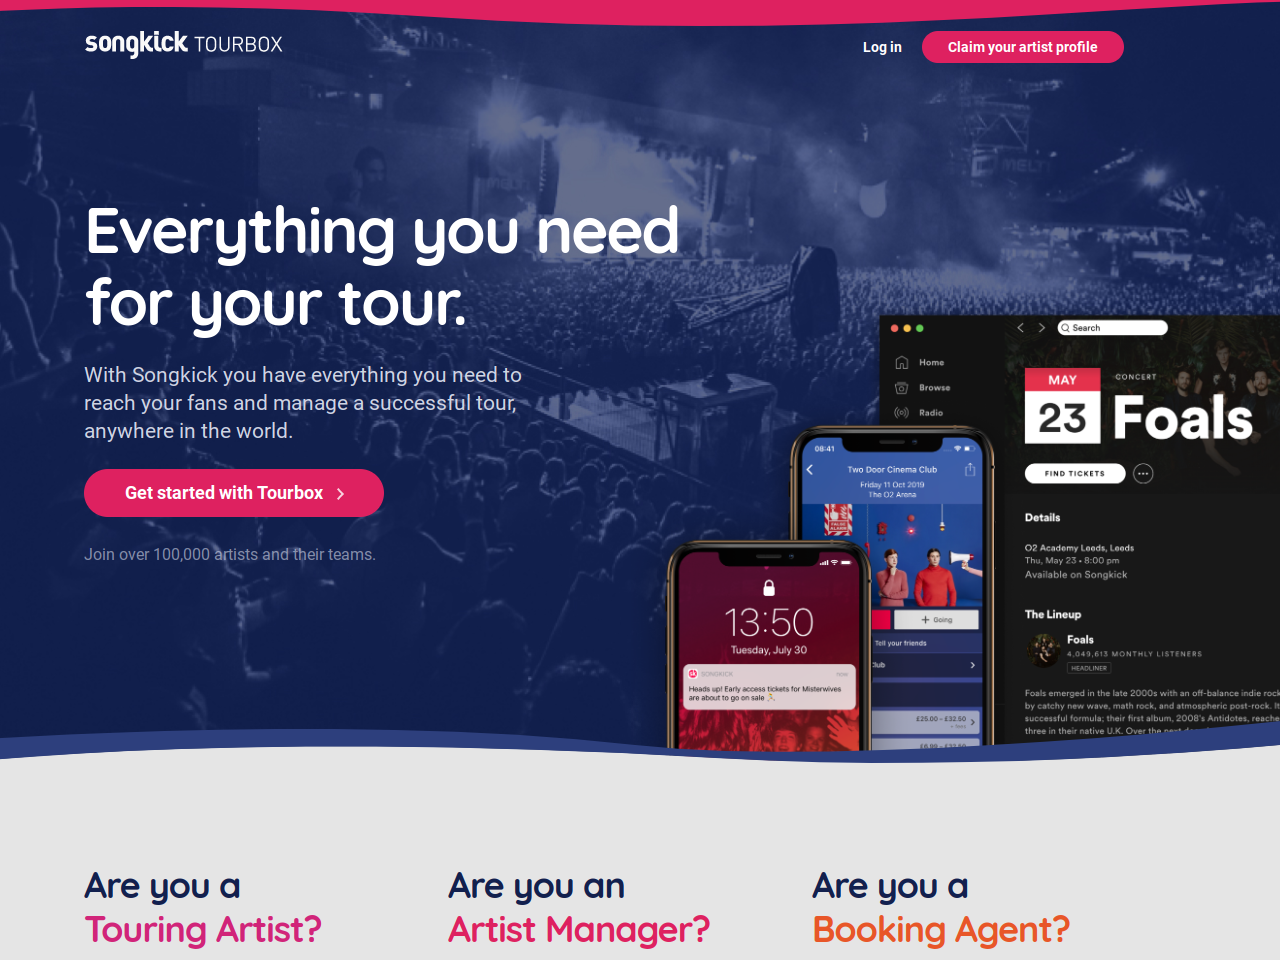 songkick TOURBOX
Log in
Claim your artist profile
MELT!
Everything you need
for your tour.
With Songkick you have everything you need to
reach your fans and manage a successful tour,
anywhere in the world.
Get started with Tourbox
Join over 100,000 artists and their teams.
Search
Home
Browse
Radio
MAY
23
CONCERT
Foals
FIND TICKETS
Details
O2 Academy Leeds, Leeds
Thu, May 23 • 8:00 pm
Available on Songkick
The Lineup
Foals
4,049,613 MONTHLY LISTENERS
HEADLINER
Foals emerged in the late 2000s with an off-balance indie rock
by catchy new wave, math rock, and atmospheric post-rock. It
successful formula; their first album, 2008's Antidotes, reache
three in their native U.K. Over the next
08:41
Two Door Cinema Club
Friday 11 Oct 2019
The O2 Arena
+ Going
Tell your friends
Club
£25.00 – £32.50
13:50
Tuesday, July 30
SONGKICK
now
Heads up! Early access tickets for Misterwives
are about to go on sale
Are you a
Touring Artist?
Are you an
Artist Manager?
Are you a
Booking Agent?